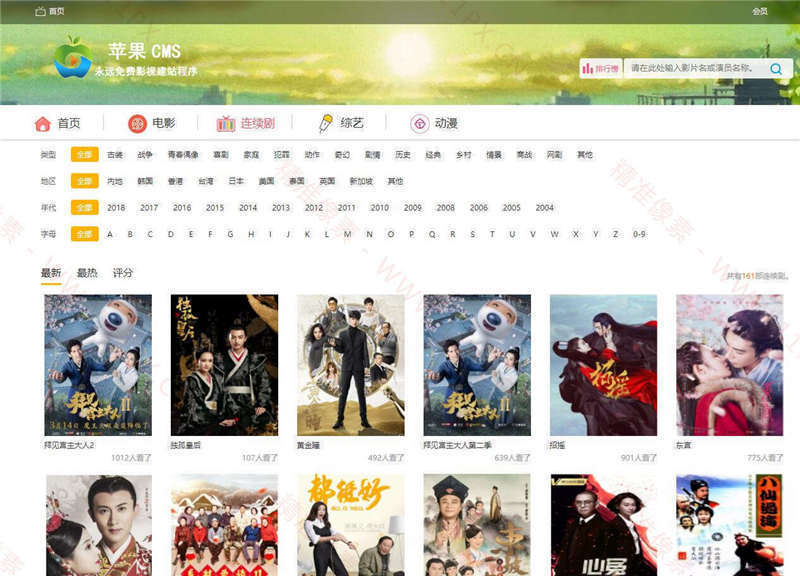 首页 会员
苹果 CMS
永远免费影视建站程序
排行榜 请在此处输入影片名或演员名称。
首页 电影 连续剧 综艺 动漫
类型 全部 古装 战争 青春偶像 喜剧 家庭 犯罪 动作 奇幻 剧情 历史 经典 乡村 情景 商战 网剧 其他
地区 全部 内地 韩国 香港 台湾 日本 美国 泰国 英国 新加坡 其他
年代 全部 2018 2017 2016 2015 2014 2013 2012 2011 2010 2009 2008 2006 2005 2004
字母 全部 A B C D E F G H I J K L M N O P Q R S T U V W X Y Z 0-9
最新 最热 评分 共有161部连续剧。
拜见宫主大人2 独孤皇后 黄金瞳 拜见宫主大人第二季 招摇 东宫
1012人看了 107人看了 492人看了 639人看了 901人看了 775人看了
都挺好
八仙过海